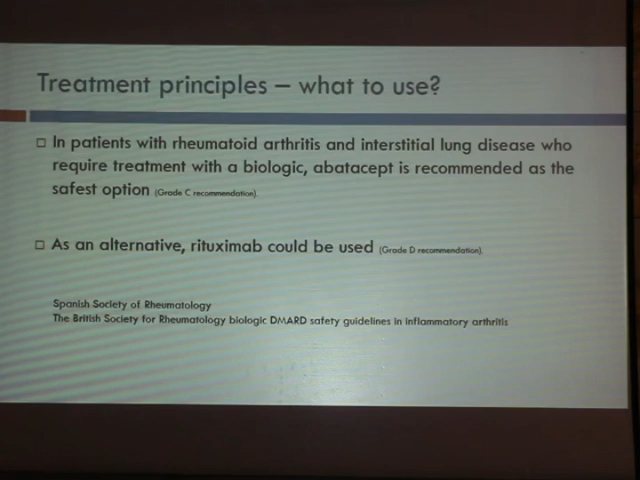 Treatment principles – what to use?
In patients with rheumatoid arthritis and interstitial lung disease who
require treatment with a biologic, abatacept is recommended as the
safest option (Grade C recommendation).
As an alternative, rituximab could be used (Grade D recommendation).
Spanish Society of Rheumatology
The British Society for Rheumatology biologic DMARD safety guidelines in inflammatory arthritis